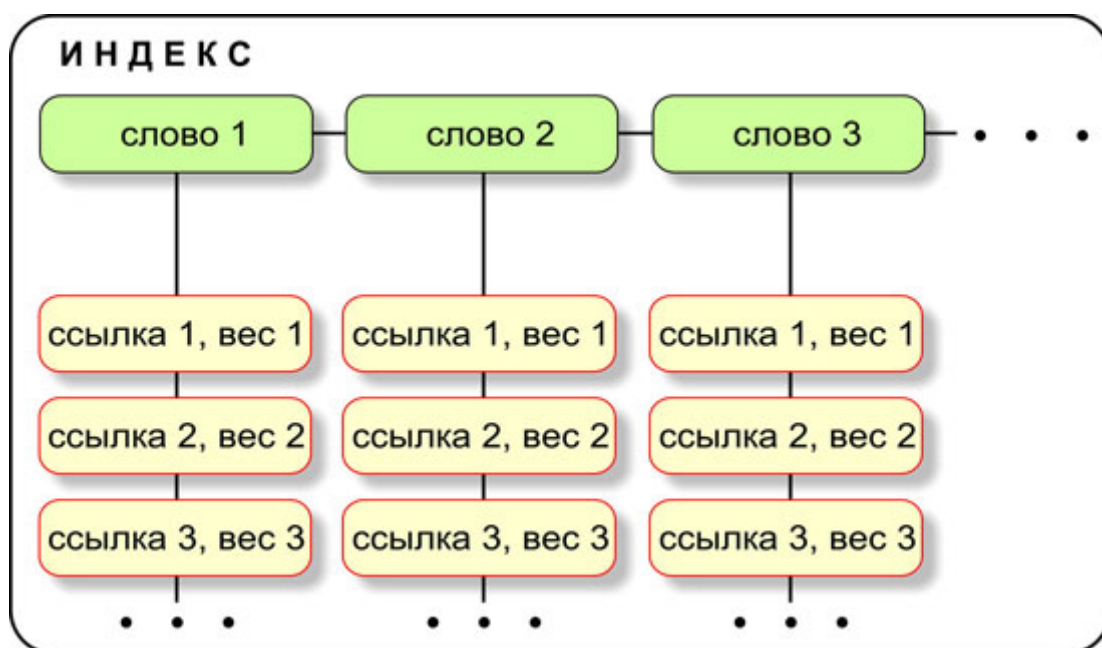 ИНДЕКС
слово 1 слово 2 слово 3 . . .
ссылка 1, вес 1 ссылка 1, вес 1 ссылка 1, вес 1
ссылка 2, вес 2 ссылка 2, вес 2 ссылка 2, вес 2
ссылка 3, вес 3 ссылка 3, вес 3 ссылка 3, вес 3
. . . . . . . . .